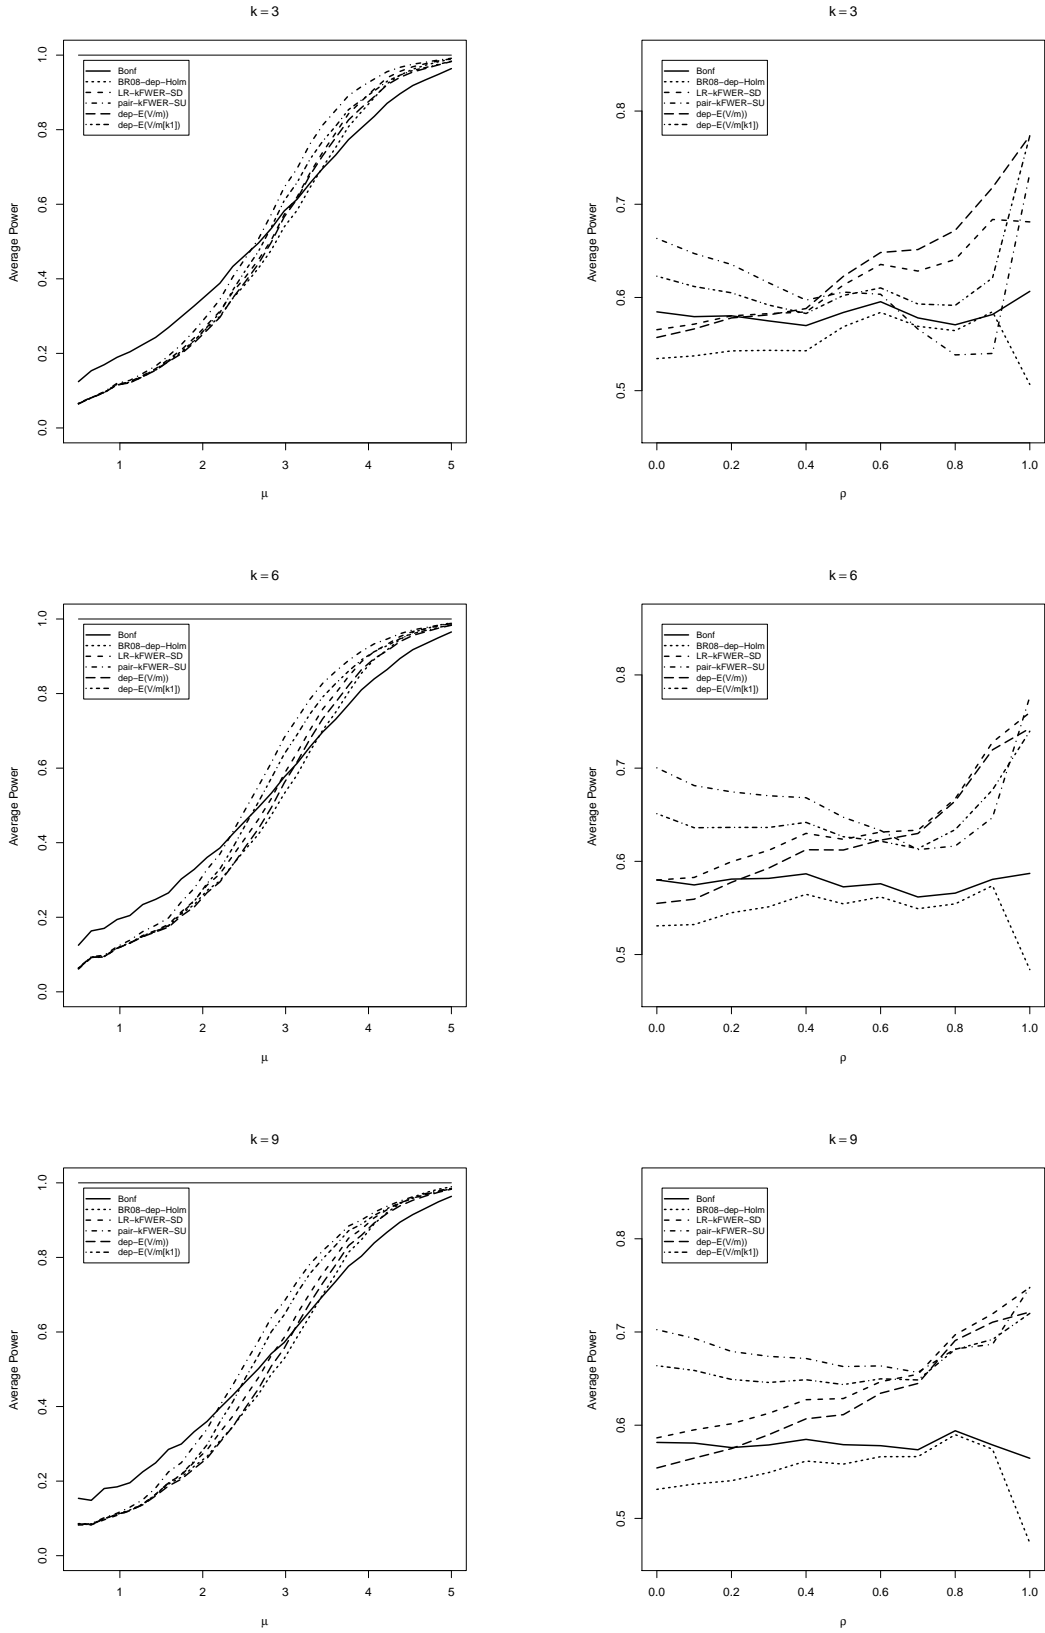 k = 3
Average Power
1.0
0.8
0.6
0.4
0.2
0.0
Bonf
BR08−dep−Holm
LR−kFWER−SD
pair−kFWER−SU
dep−E(V/m))
dep−E(V/m[k1])
1 2 3 4 5
μ
k = 3
Average Power
0.8
0.7
0.6
0.5
Bonf
BR08−dep−Holm
LR−kFWER−SD
pair−kFWER−SU
dep−E(V/m))
dep−E(V/m[k1])
0.0 0.2 0.4 0.6 0.8 1.0
ρ
k = 6
Average Power
1.0
0.8
0.6
0.4
0.2
0.0
Bonf
BR08−dep−Holm
LR−kFWER−SD
pair−kFWER−SU
dep−E(V/m))
dep−E(V/m[k1])
1 2 3 4 5
μ
k = 6
Average Power
0.8
0.7
0.6
0.5
Bonf
BR08−dep−Holm
LR−kFWER−SD
pair−kFWER−SU
dep−E(V/m))
dep−E(V/m[k1])
0.0 0.2 0.4 0.6 0.8 1.0
ρ
k = 9
Average Power
1.0
0.8
0.6
0.4
0.2
0.0
Bonf
BR08−dep−Holm
LR−kFWER−SD
pair−kFWER−SU
dep−E(V/m))
dep−E(V/m[k1])
1 2 3 4 5
μ
k = 9
Average Power
0.8
0.7
0.6
0.5
Bonf
BR08−dep−Holm
LR−kFWER−SD
pair−kFWER−SU
dep−E(V/m))
dep−E(V/m[k1])
0.0 0.2 0.4 0.6 0.8 1.0
ρ